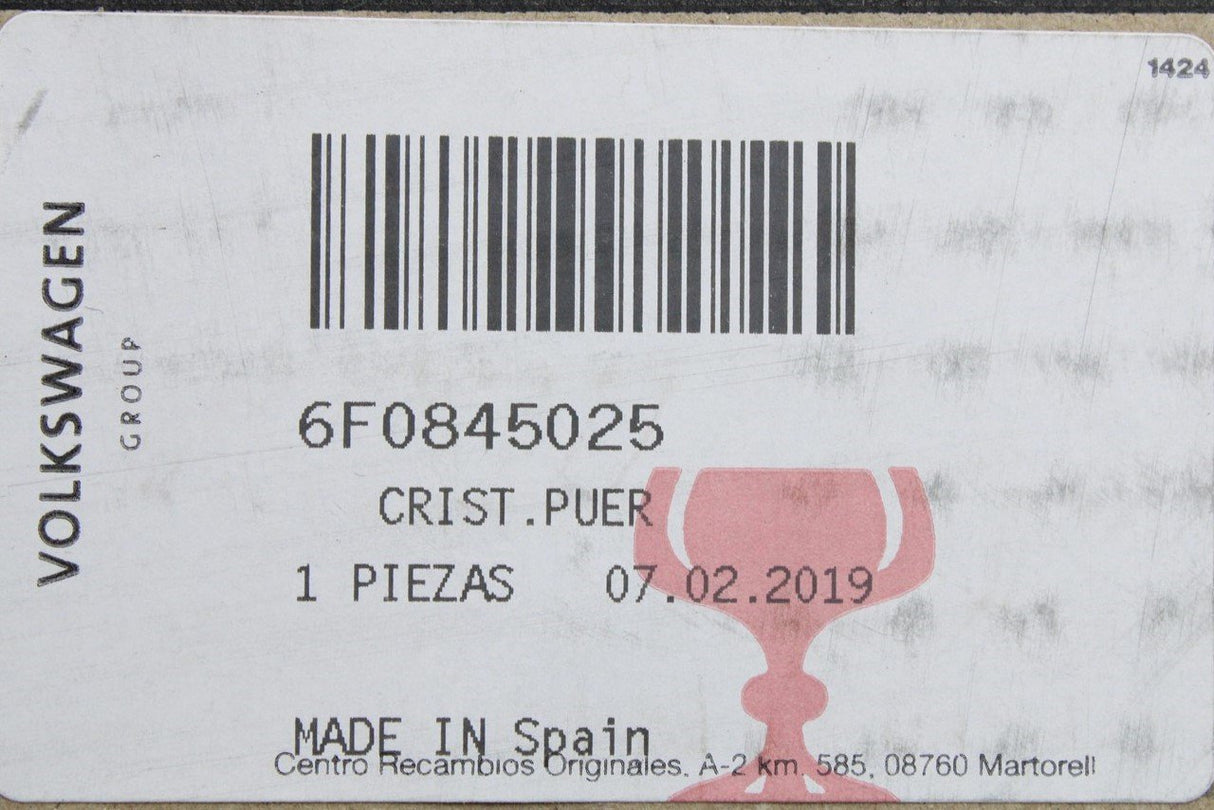 1424
VOLKSWAGEN
GROUP
6F0845025
CRIST.PUER
1 PIEZAS 07.02.2019
MADE IN Spain
Centro Recambios Originales. A-2 km. 585, 08760 Martorell